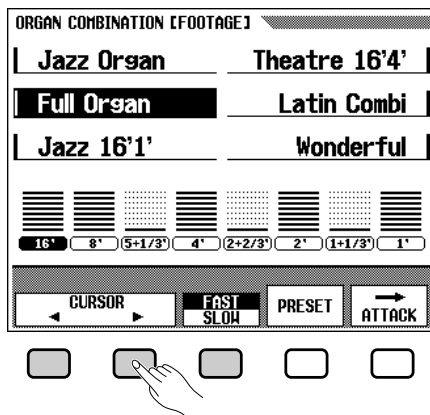 ORGAN COMBINATION [FOOTAGE]
Jazz Organ Theatre 16'4'
Full Organ Latin Combi
Jazz 16'1' Wonderful
16' 8' (5+1/3') 4' (2+2/3') 2' (1+1/3') 1'
CURSOR FAST PRESET ATTACK
SLOW